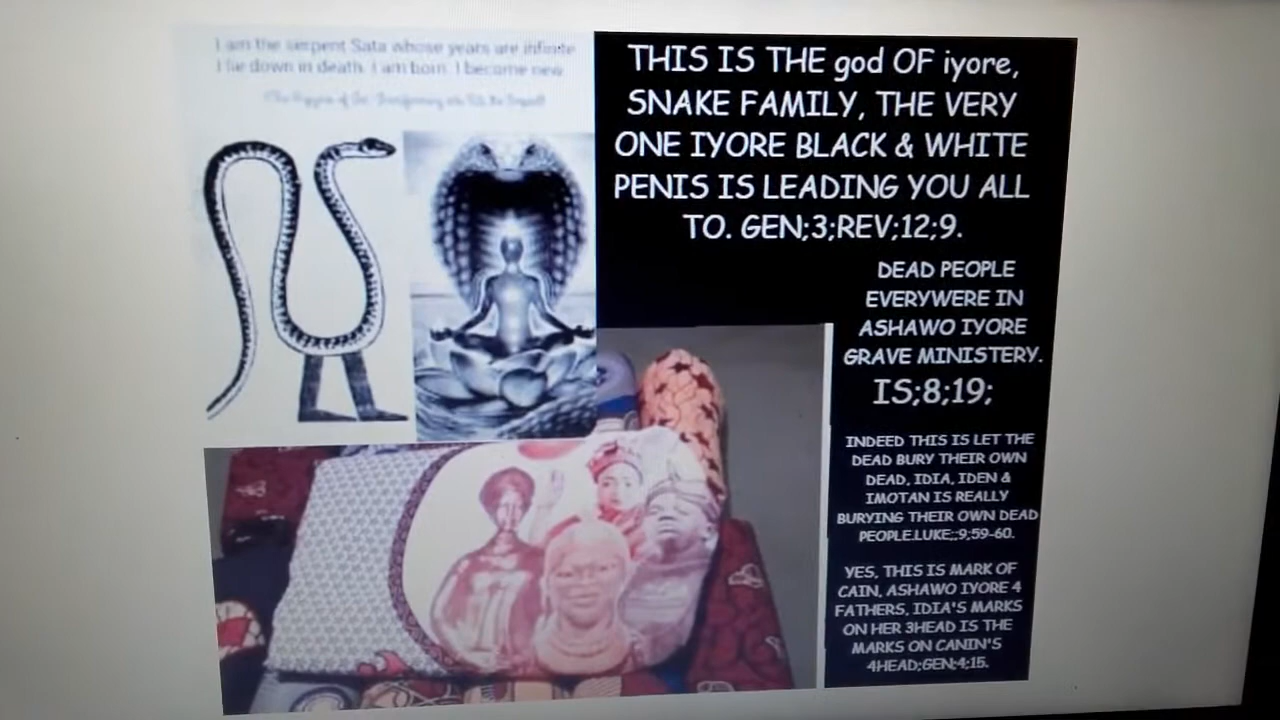 I am the serpent Sata whose years are infinite
I lie down in death. I am born. I become new
THIS IS THE god OF iyore,
SNAKE FAMILY, THE VERY
ONE IYORE BLACK & WHITE
PENIS IS LEADING YOU ALL
TO. GEN;3;REV;12;9.
DEAD PEOPLE
EVERYWERE IN
ASHAWO IYORE
GRAVE MINISTERY.
IS;8;19;
INDEED THIS IS LET THE
DEAD BURY THEIR OWN
DEAD, IDIA, IDEN &
IMOTAN IS REALLY
BURYING THEIR OWN DEAD
PEOPLE.LUKE;;9;59-60.
YES, THIS IS MARK OF
CAIN, ASHAWO IYORE 4
FATHERS, IDIA'S MARKS
ON HER 3HEAD IS THE
MARKS ON CANIN'S
4HEAD;GEN;4;15.